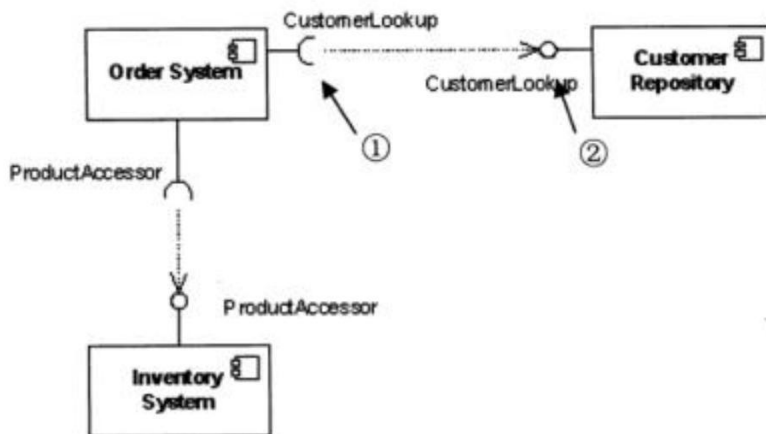 CustomerLookup
Order System
Customer
Repository
CustomerLookup
①
②
ProductAccessor
ProductAccessor
Inventory
System